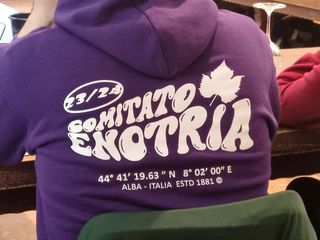 23/24
COMITATO
ENOTRIA
44° 41' 19.63 " N 8° 02' 00" E
ALBA - ITALIA ESTD 1881 ©